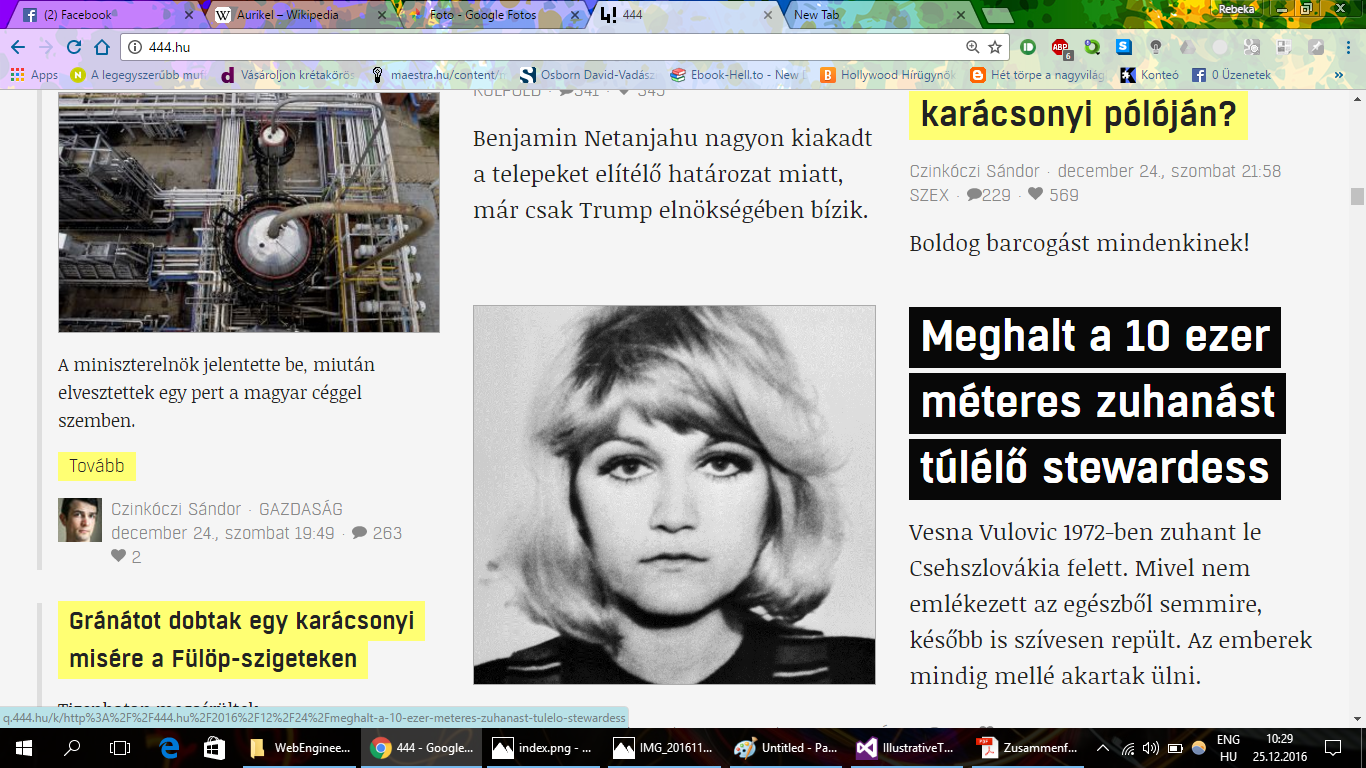 (2) Facebook
Aurikel – Wikipedia
Foto - Google Fotos
444
New Tab
Rebeka
444.hu
Apps
A legegyszerűbb mut
Vásároljon krétakörös
maestra.hu/content/n
Osborn David-Vadász
Ebook-Hell.to - New I
Hollywood Hírügynök
Hét törpe a nagyvilág
Konteó
0 Üzenetek
»
A miniszterelnök jelentette be, miután
elvesztettek egy pert a magyar céggel
szemben.
Tovább
Czinkóczi Sándor · GAZDASÁG
december 24., szombat 19:49 · 263
2
Gránátot dobtak egy karácsonyi
misére a Fülöp-szigeteken
Tizenhatan megsérültek.
KÜLFÖLD · 341 · 345
Benjamin Netanjahu nagyon kiakadt
a telepeket elítélő határozat miatt,
már csak Trump elnökségében bízik.
karácsonyi pólóján?
Czinkóczi Sándor · december 24., szombat 21:58
SZEX · 229 · 569
Boldog barcogást mindenkinek!
Meghalt a 10 ezer
méteres zuhanást
túlélő stewardess
Vesna Vulovic 1972-ben zuhant le
Csehszlovákia felett. Mivel nem
emlékezett az egészből semmire,
később is szívesen repült. Az emberek
mindig mellé akartak ülni.
q.444.hu/k/http%3A%2F%2F444.hu%2F2016%2F12%2F24%2Fmeghalt-a-10-ezer-meteres-zuhanast-tulelo-stewardess
WebEnginee...
444 - Google...
index.png - ...
IMG_201611...
Untitled - Pa...
IllustrativeT...
Zusammenf...
ENG
HU
10:29
25.12.2016